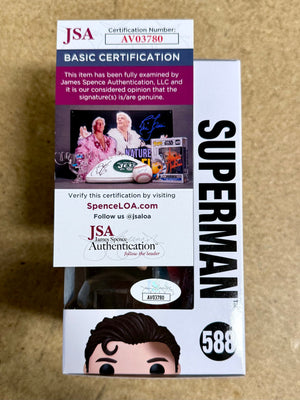 JSA
Certification Number:
AV03780
BASIC CERTIFICATION
This item has been fully examined by
James Spence Authentication, LLC and
it is our considered opinion that the
signature(s) is/are genuine.
Verify this certification by visiting
SpenceLOA.com
Follow us @jsaloa
JSA
James Spence
Authentication
follow the leader
AV03780
SUPERMAN
588